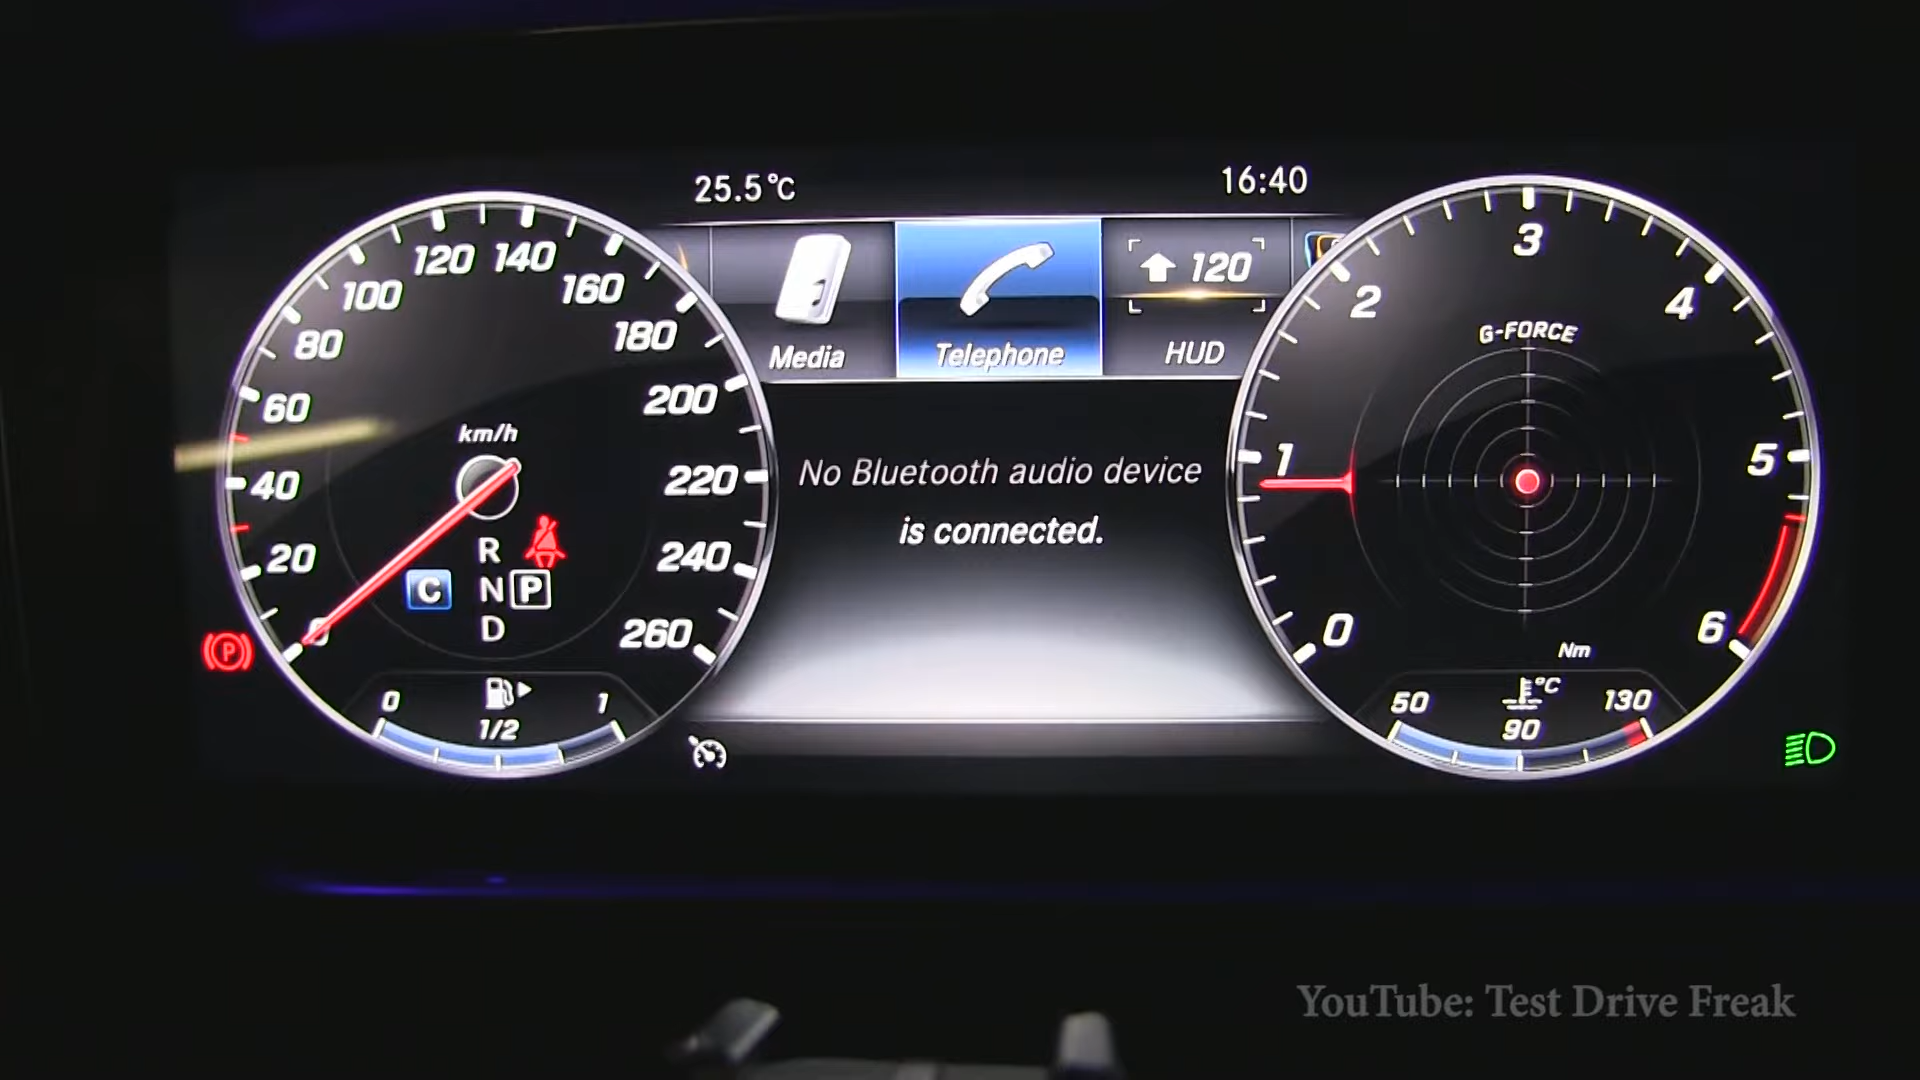 25.5°C
16:40
Media
Telephone
120
HUD
No Bluetooth audio device
is connected.
0
20
40
60
80
100
120
140
160
180
200
220
240
260
km/h
R
C
N
P
D
P
0
1/2
1
0
1
2
3
4
5
6
G-FORCE
Nm
50
°C
90
130
YouTube: Test Drive Freak